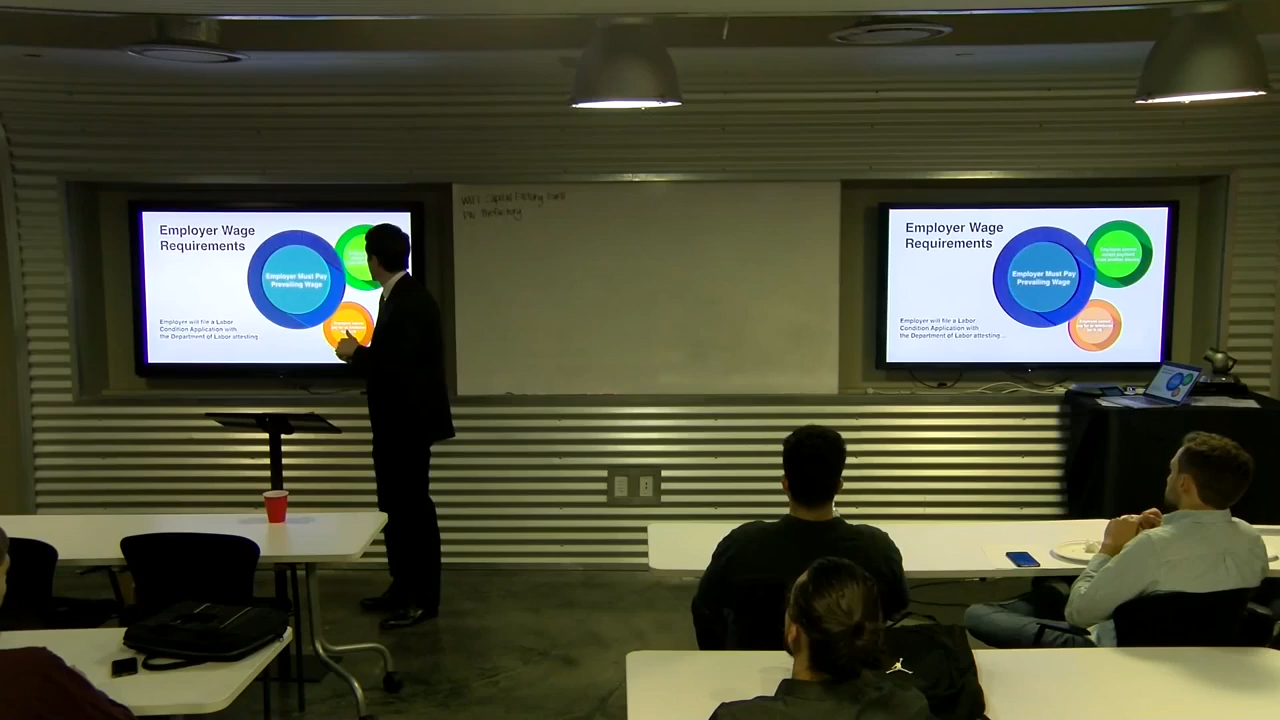 Employer Wage
Requirements
Employer Must Pay
Prevailing Wage
Employer will file a Labor
Condition Application with
the Department of Labor attesting
Capital Factory
Employer Wage
Requirements
Employer Must Pay
Prevailing Wage
Employer will file a Labor
Condition Application with
the Department of Labor attesting ...